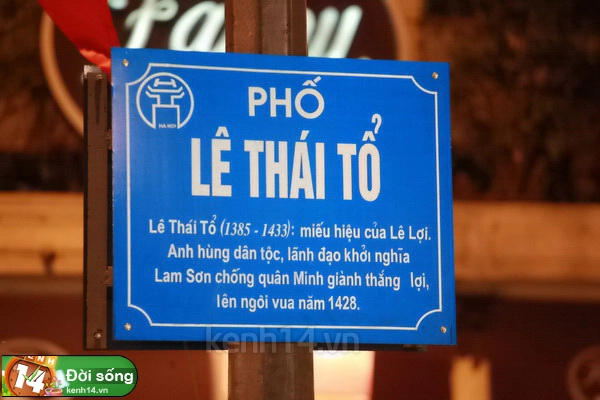 PHỐ
HÀ NỘI
LÊ THÁI TỔ
Lê Thái Tổ (1385 - 1433): miếu hiệu của Lê Lợi.
Anh hùng dân tộc, lãnh đạo khởi nghĩa
Lam Sơn chống quân Minh giành thắng lợi,
lên ngôi vua năm 1428.
kenh14.vn
KENH
14
Đời sống
kenh14.vn